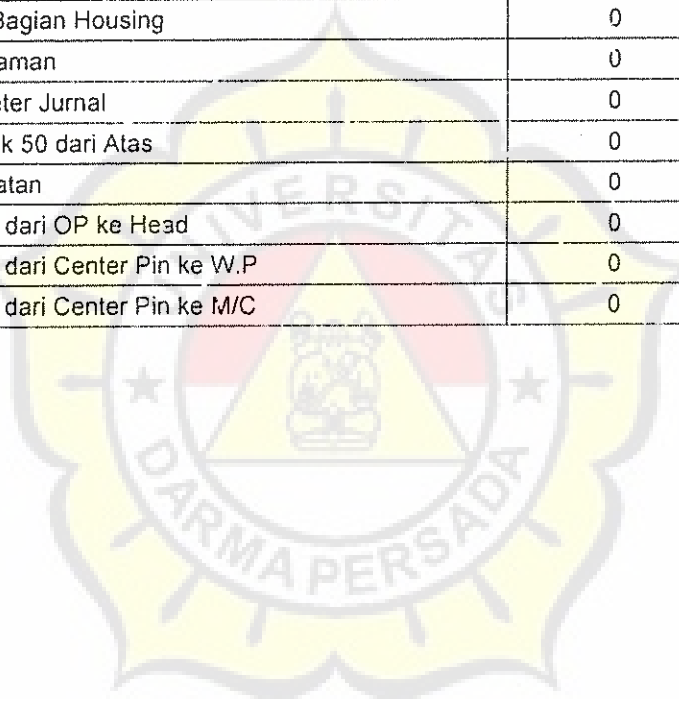 Bagian Housing 0
aman 0
eter Jurnal 0
k 50 dari Atas 0
atan 0
dari OP ke Head 0
dari Center Pin ke W.P 0
dari Center Pin ke M/C 0
UNIVERSITAS
DARMA PERSADA